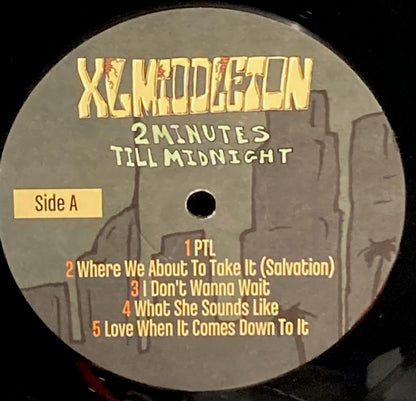 XL MIDDLETON
2 MINUTES
TILL MIDNIGHT
Side A
1 PTL
2 Where We About To Take It (Salvation)
3 I Don't Wanna Wait
4 What She Sounds Like
5 Love When It Comes Down To It